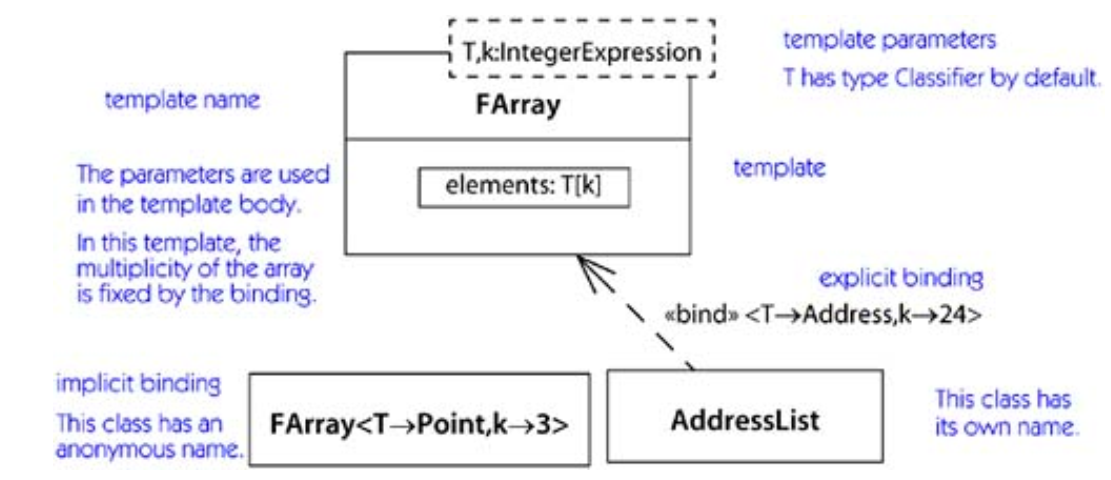 T,k:IntegerExpression
template parameters
T has type Classifier by default.
template name
FArray
The parameters are used
in the template body.
elements: T[k]
template
In this template, the
multiplicity of the array
is fixed by the binding.
explicit binding
«bind» <T→Address,k→24>
implicit binding
This class has an
anonymous name.
FArray<T→Point,k→3>
AddressList
This class has
its own name.